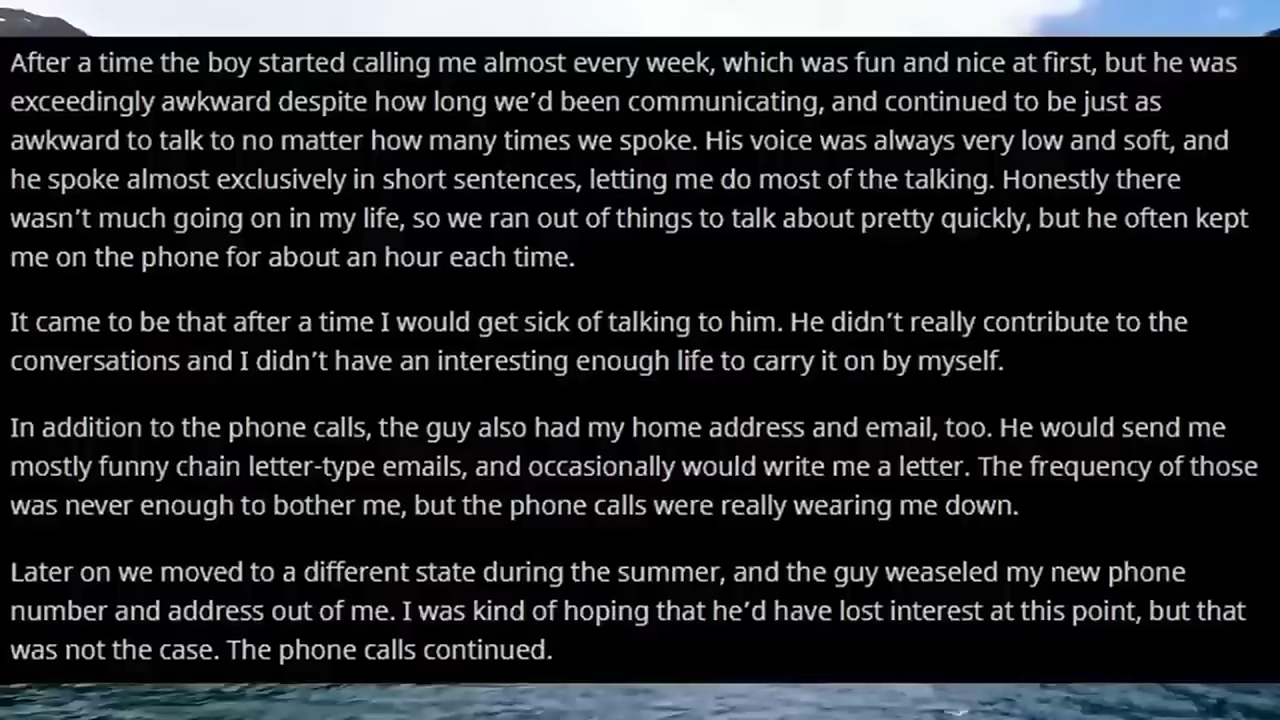 After a time the boy started calling me almost every week, which was fun and nice at first, but he was
exceedingly awkward despite how long we’d been communicating, and continued to be just as
awkward to talk to no matter how many times we spoke. His voice was always very low and soft, and
he spoke almost exclusively in short sentences, letting me do most of the talking. Honestly there
wasn’t much going on in my life, so we ran out of things to talk about pretty quickly, but he often kept
me on the phone for about an hour each time.
It came to be that after a time I would get sick of talking to him. He didn’t really contribute to the
conversations and I didn’t have an interesting enough life to carry it on by myself.
In addition to the phone calls, the guy also had my home address and email, too. He would send me
mostly funny chain letter-type emails, and occasionally would write me a letter. The frequency of those
was never enough to bother me, but the phone calls were really wearing me down.
Later on we moved to a different state during the summer, and the guy weaseled my new phone
number and address out of me. I was kind of hoping that he’d have lost interest at this point, but that
was not the case. The phone calls continued.